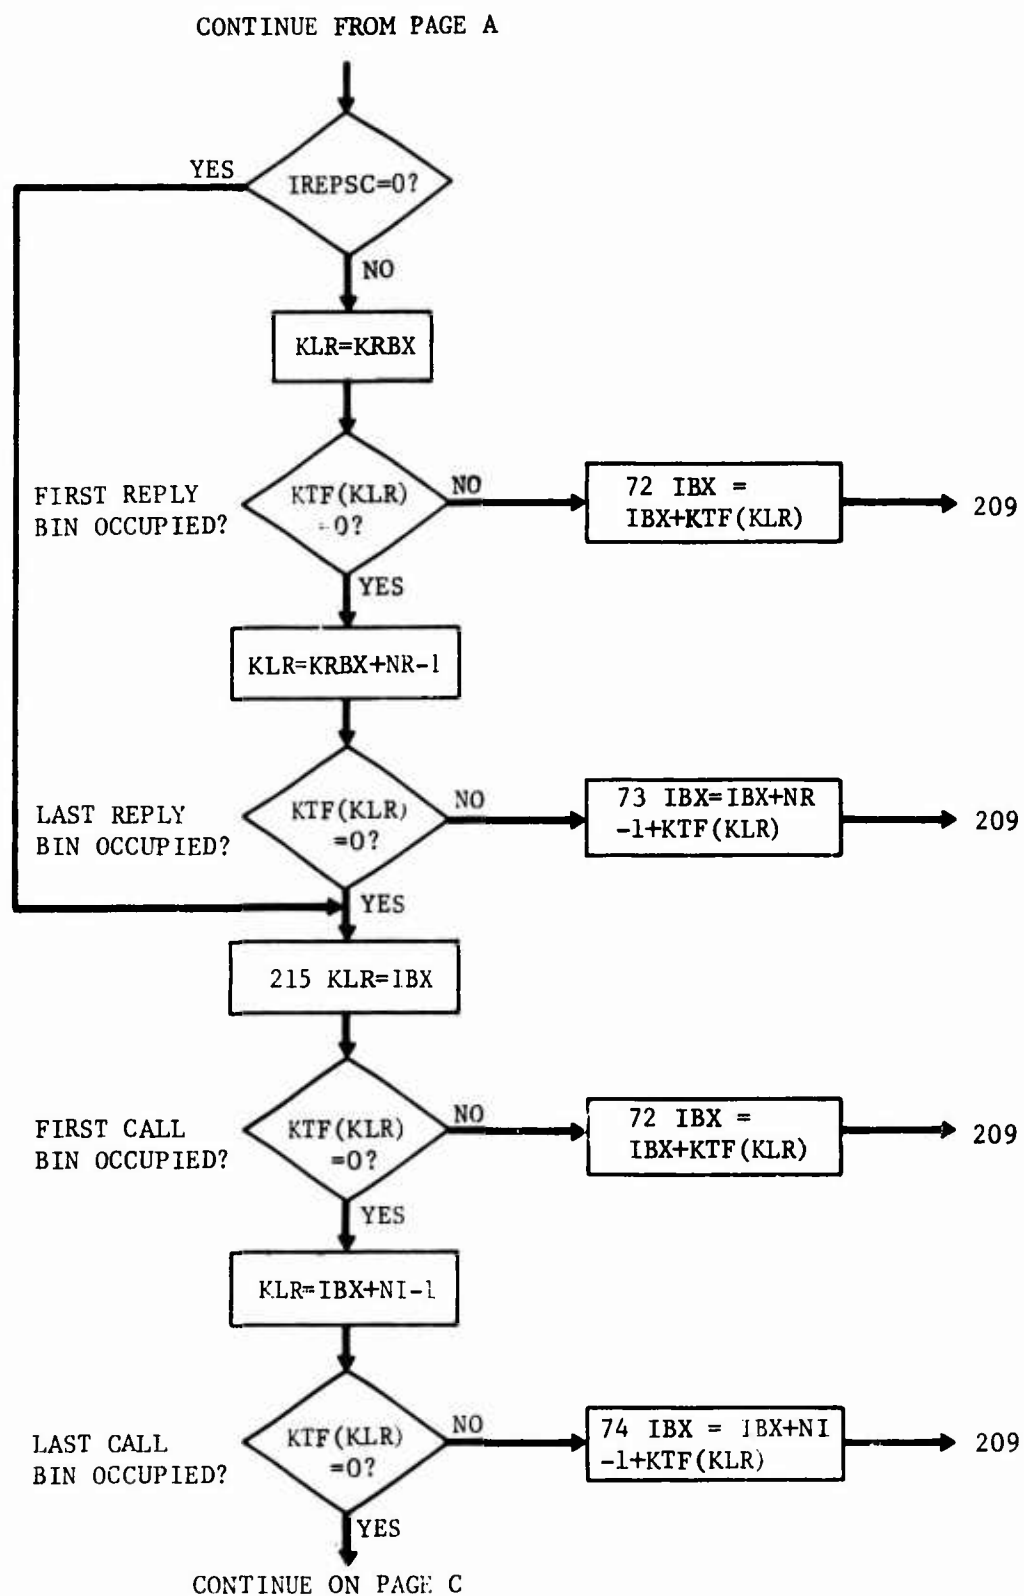 CONTINUE FROM PAGE A
YES
IREPSC=0?
NO
KLR=KRBX
FIRST REPLY
BIN OCCUPIED?
KTF(KLR)
=0?
NO
72 IBX =
IBX+KTF(KLR)
209
YES
KLR=KRBX+NR-1
LAST REPLY
BIN OCCUPIED?
KTF(KLR)
=0?
NO
73 IBX=IBX+NR
-1+KTF(KLR)
209
YES
215 KLR=IBX
FIRST CALL
BIN OCCUPIED?
KTF(KLR)
=0?
NO
72 IBX =
IBX+KTF(KLR)
209
YES
KLR=IBX+NI-1
LAST CALL
BIN OCCUPIED?
KTF(KLR)
=0?
NO
74 IBX = IBX+NI
-1+KTF(KLR)
209
YES
CONTINUE ON PAGE C